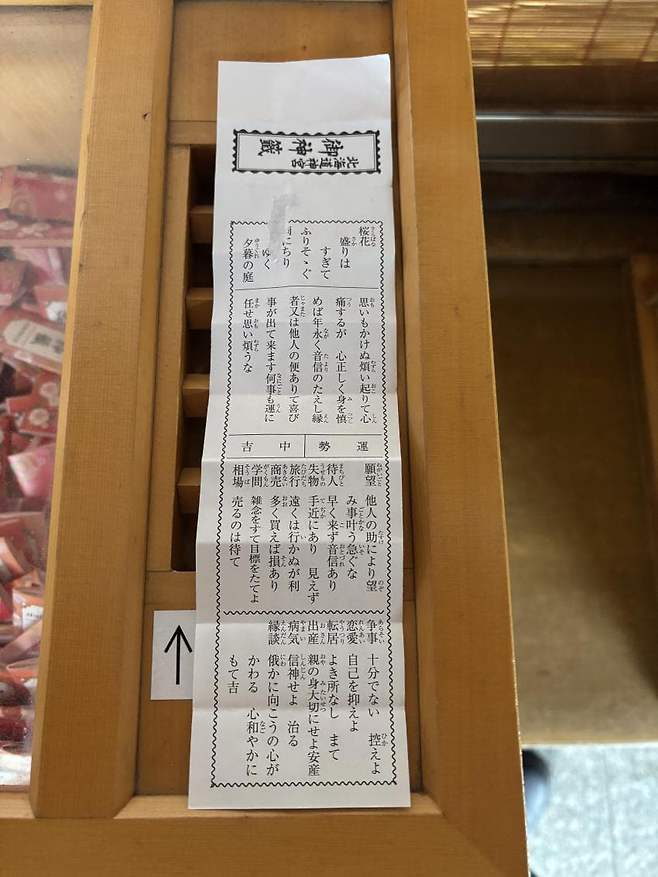 北海道神宮
御神籤
桜花
盛りは
すぎて
ふりそゝぐ
にちり
ゆく
夕暮の庭
思いもかけぬ煩い起りて心
痛するが 心正しく身を慎
めば年永く音信のたえし縁
者又は他人の便ありて喜び
事が出て来ます何事も運に
任せ思い煩うな
運勢 中吉
願望 他人の助により望
み事叶う急ぐな
待人 早く来ず音信あり
失物 手近にあり 見えず
旅行 遠くは行かぬが利
商売 多く買えば損あり
学問 雑念をすて目標をたてよ
相場 売るのは待て
争事 十分でない 控えよ
恋愛 自己を抑えよ
転居 よき所なし まて
出産 親の身大切にせよ安産
病気 信神せよ 治る
縁談 俄かに向こうの心が
かわる 心和やかに
もて吉